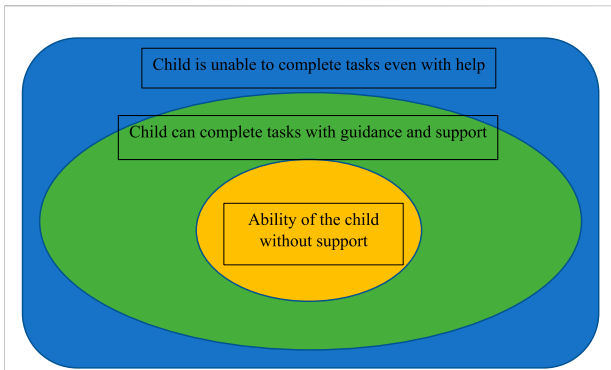 Child is unable to complete tasks even with help
Child can complete tasks with guidance and support
Ability of the child
without support